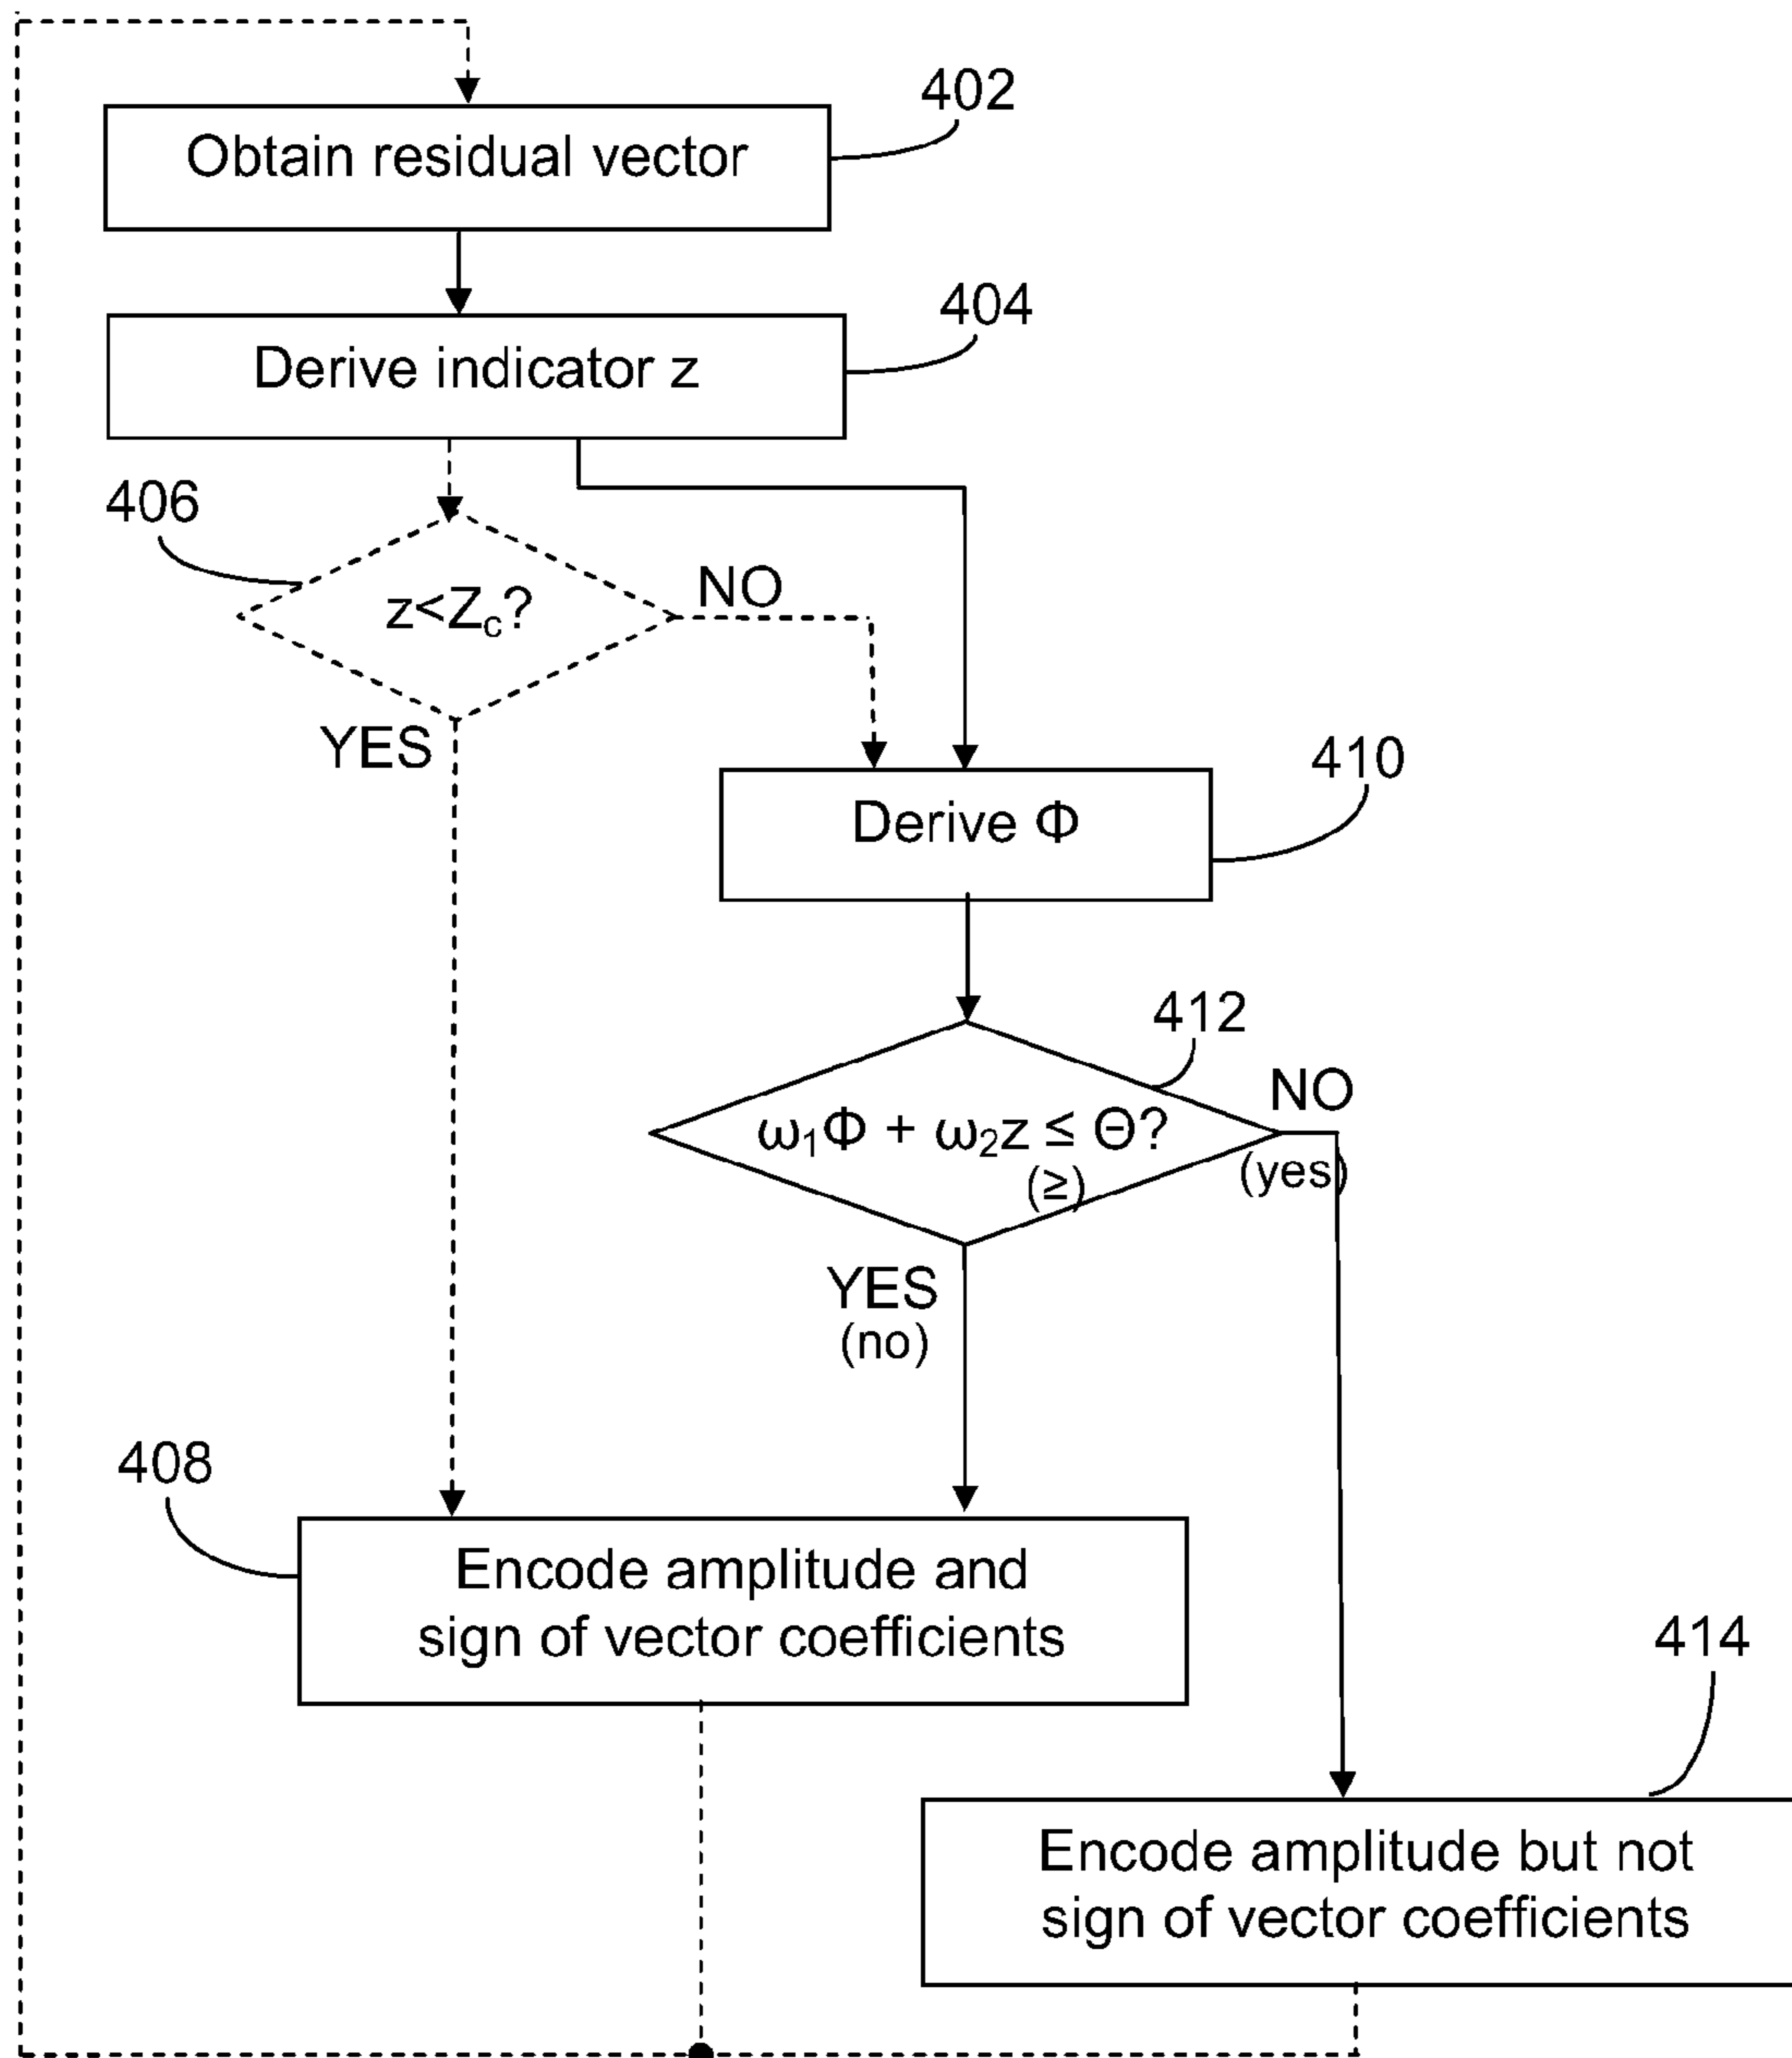 402
Obtain residual vector
404
Derive indicator z
406
NO
z<Zc?
YES
410
Derive Φ
412
NO
ω1Φ + ω2z ≤ Θ?
(yes)
(≥)
YES
(no)
408
Encode amplitude and
sign of vector coefficients
414
Encode amplitude but not
sign of vector coefficients